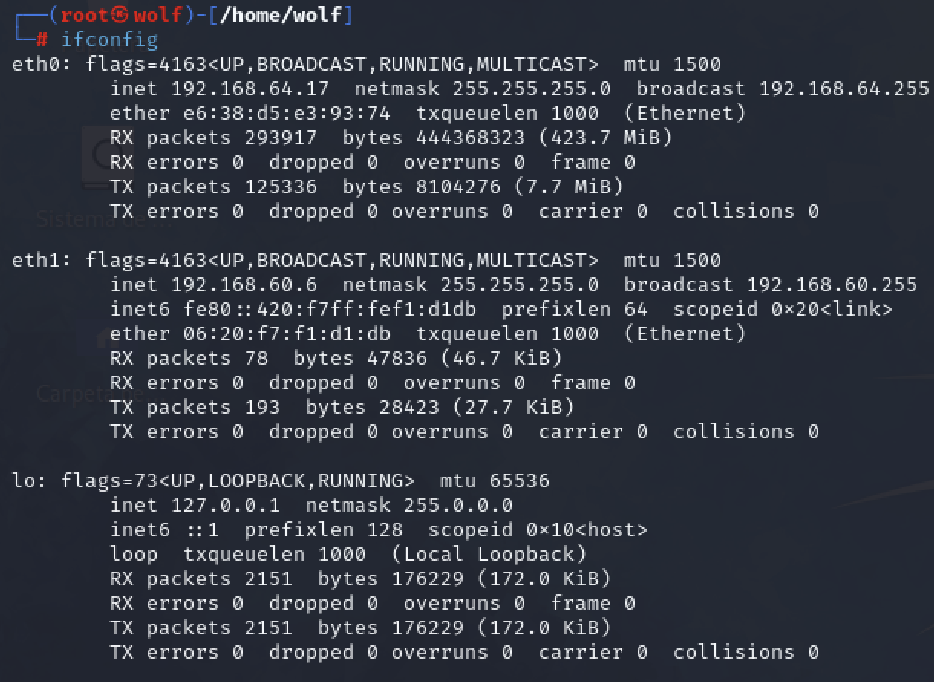 ┌──(root㉿wolf)-[/home/wolf]
└─# ifconfig
eth0: flags=4163<UP,BROADCAST,RUNNING,MULTICAST>  mtu 1500
        inet 192.168.64.17  netmask 255.255.255.0  broadcast 192.168.64.255
        ether e6:38:d5:e3:93:74  txqueuelen 1000  (Ethernet)
        RX packets 293917  bytes 444368323 (423.7 MiB)
        RX errors 0  dropped 0  overruns 0  frame 0
        TX packets 125336  bytes 8104276 (7.7 MiB)
        TX errors 0  dropped 0 overruns 0  carrier 0  collisions 0
Sistema de

eth1: flags=4163<UP,BROADCAST,RUNNING,MULTICAST>  mtu 1500
        inet 192.168.60.6  netmask 255.255.255.0  broadcast 192.168.60.255
        inet6 fe80::420:f7ff:fef1:d1db  prefixlen 64  scopeid 0x20<link>
        ether 06:20:f7:f1:d1:db  txqueuelen 1000  (Ethernet)
        RX packets 78  bytes 47836 (46.7 KiB)
        RX errors 0  dropped 0  overruns 0  frame 0
Carpeta
        TX packets 193  bytes 28423 (27.7 KiB)
        TX errors 0  dropped 0 overruns 0  carrier 0  collisions 0

lo: flags=73<UP,LOOPBACK,RUNNING>  mtu 65536
        inet 127.0.0.1  netmask 255.0.0.0
        inet6 ::1  prefixlen 128  scopeid 0x10<host>
        loop  txqueuelen 1000  (Local Loopback)
        RX packets 2151  bytes 176229 (172.0 KiB)
        RX errors 0  dropped 0  overruns 0  frame 0
        TX packets 2151  bytes 176229 (172.0 KiB)
        TX errors 0  dropped 0 overruns 0  carrier 0  collisions 0